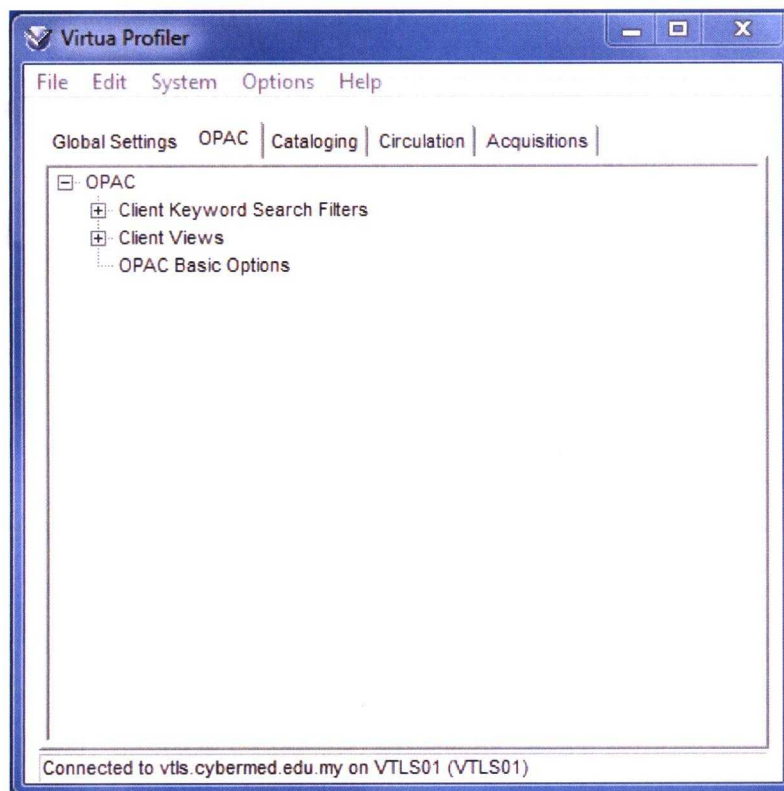 Virtua Profiler
File Edit System Options Help
Global Settings OPAC Cataloging Circulation Acquisitions
OPAC
Client Keyword Search Filters
Client Views
OPAC Basic Options
Connected to vtls.cybermed.edu.my on VTLS01 (VTLS01)